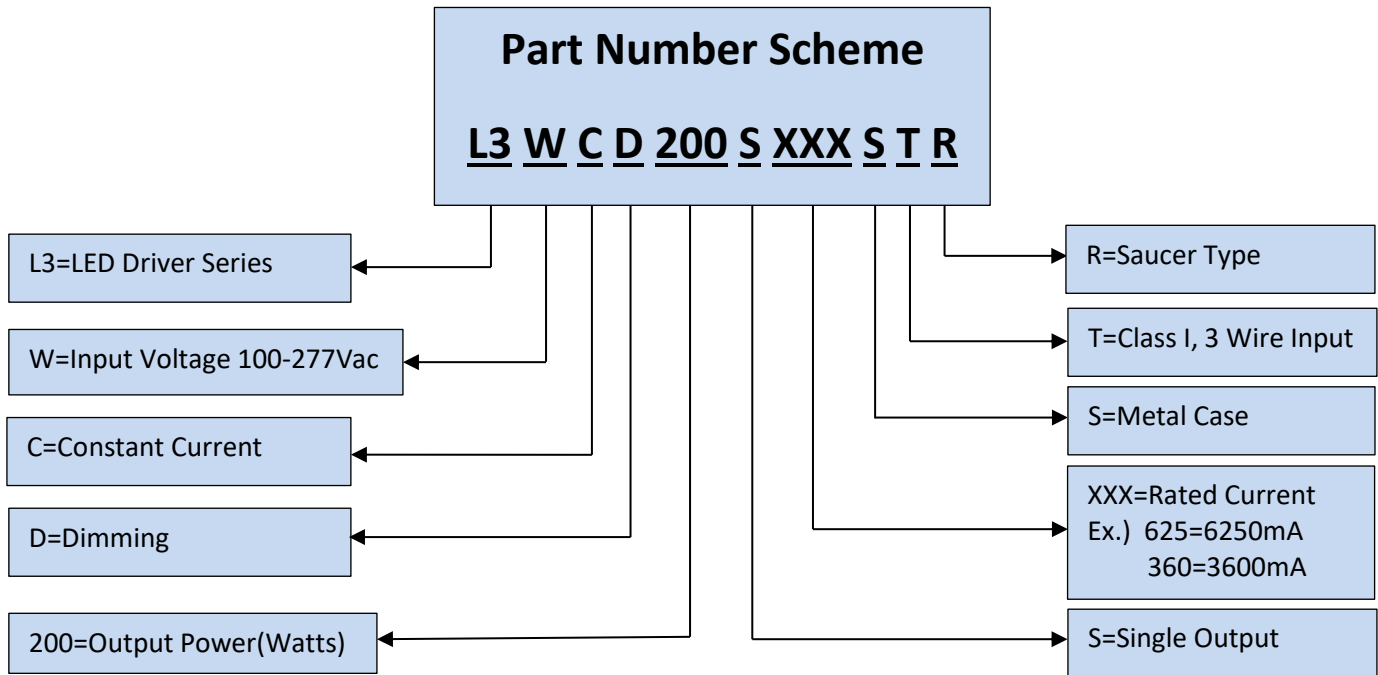 Part Number Scheme
L3 W C D 200 S XXX S T R
L3=LED Driver Series
W=Input Voltage 100-277Vac
C=Constant Current
D=Dimming
200=Output Power(Watts)
R=Saucer Type
T=Class I, 3 Wire Input
S=Metal Case
XXX=Rated Current
Ex.) 625=6250mA
360=3600mA
S=Single Output